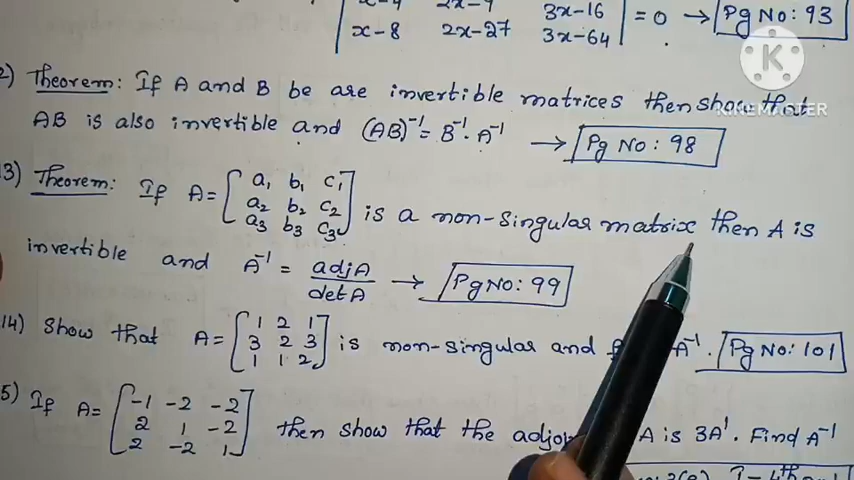 2x-9 3x-16
x-8 2x-27 3x-64 = 0 → Pg No: 93
K
KINEMASTER
2) Theorem: If A and B be are invertible matrices then show that
AB is also invertible and (AB)⁻¹ = B⁻¹. A⁻¹ → Pg No: 98
13) Theorem: If A = [a₁ b₁ c₁
a₂ b₂ c₂
a₃ b₃ c₃] is a non-singular matrix then A is
invertible and A⁻¹ = adjA / detA → Pg No: 99
14) Show that A = [1 2 1
3 2 3
1 1 2] is non-singular and A⁻¹. Pg No: 101
5) If A = [-1 -2 -2
2 1 -2
2 -2 1] then show that the A is 3A'. Find A⁻¹